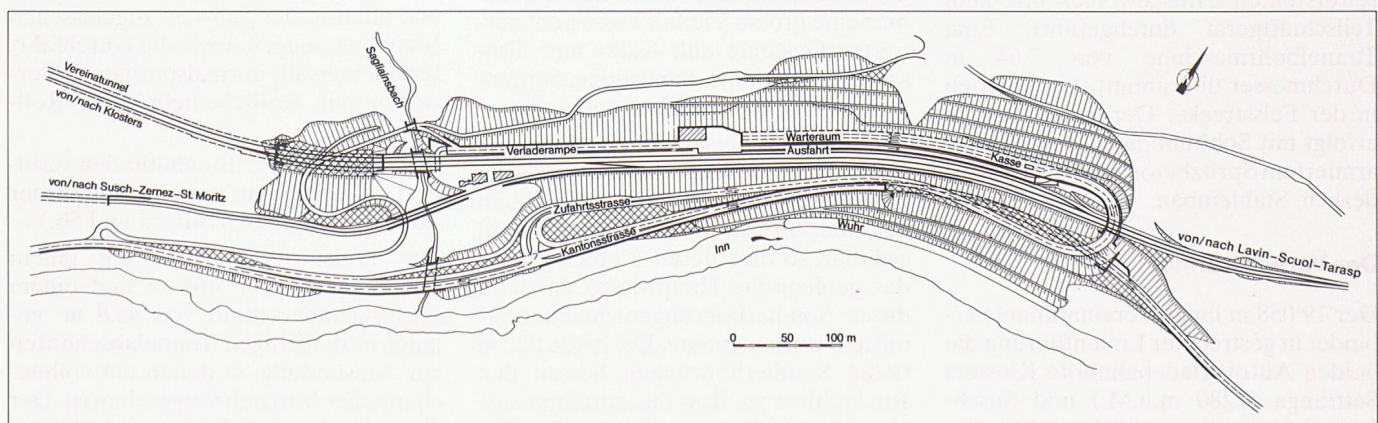 Vereinatunnel
von/nach Klosters
Sagliainsbach
von/nach Susch–Zernez–St. Moritz
Verladerampe
Warteraum
Ausfahrt
Kasse
Zufahrtsstrasse
Kantonsstrasse
Inn
Wuhr
von/nach Lavin–Scuol–Tarasp
0 50 100 m